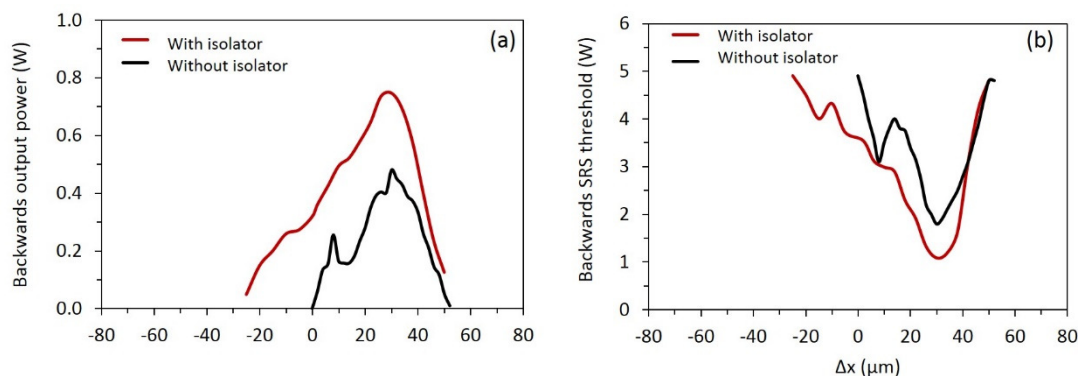 (a)
With isolator
Without isolator
Backwards output power (W)
1.0
0.8
0.6
0.4
0.2
0.0
-80 -60 -40 -20 0 20 40 60 80
(b)
With isolator
Without isolator
Backwards SRS threshold (W)
6
5
4
3
2
1
0
-80 -60 -40 -20 0 20 40 60 80
Δx (μm)